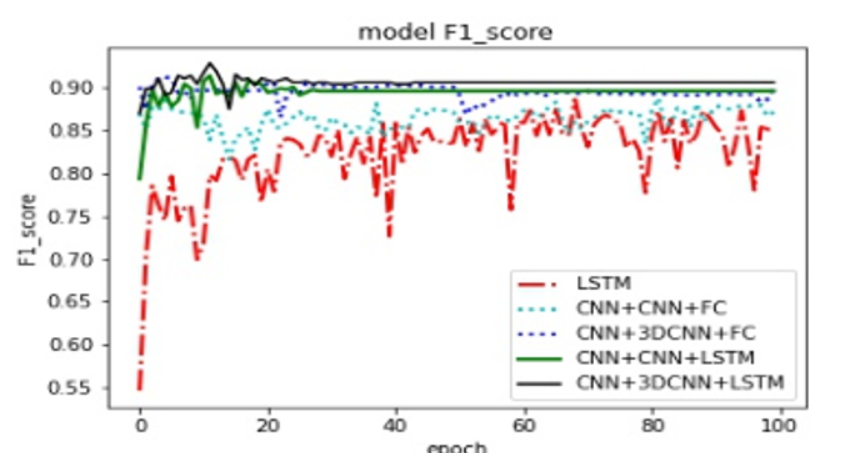 model F1_score
F1_score
0.90
0.85
0.80
0.75
0.70
0.65
0.60
0.55
LSTM
CNN+CNN+FC
CNN+3DCNN+FC
CNN+CNN+LSTM
CNN+3DCNN+LSTM
0 20 40 60 80 100
epoch